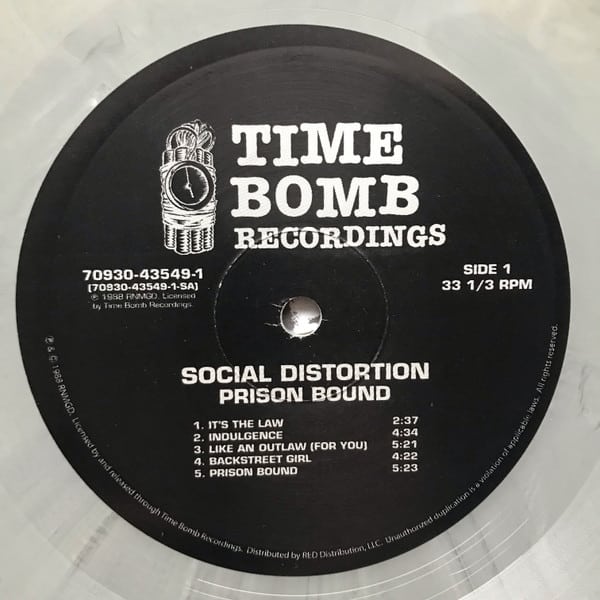 TIME
BOMB
RECORDINGS
70930-43549-1
(70930-43549-1-SA)
℗ 1988 RNMGD. Licensed
by Time Bomb Recordings.
SIDE 1
33 1/3 RPM
SOCIAL DISTORTION
PRISON BOUND
1. IT'S THE LAW 2:37
2. INDULGENCE 4:34
3. LIKE AN OUTLAW (FOR YOU) 5:21
4. BACKSTREET GIRL 4:22
5. PRISON BOUND 5:23
℗ & © 1988 RNMGD. Licensed by and released through Time Bomb Recordings. Distributed by RED Distribution, LLC. Unauthorized duplication is a violation of applicable laws. All rights reserved.